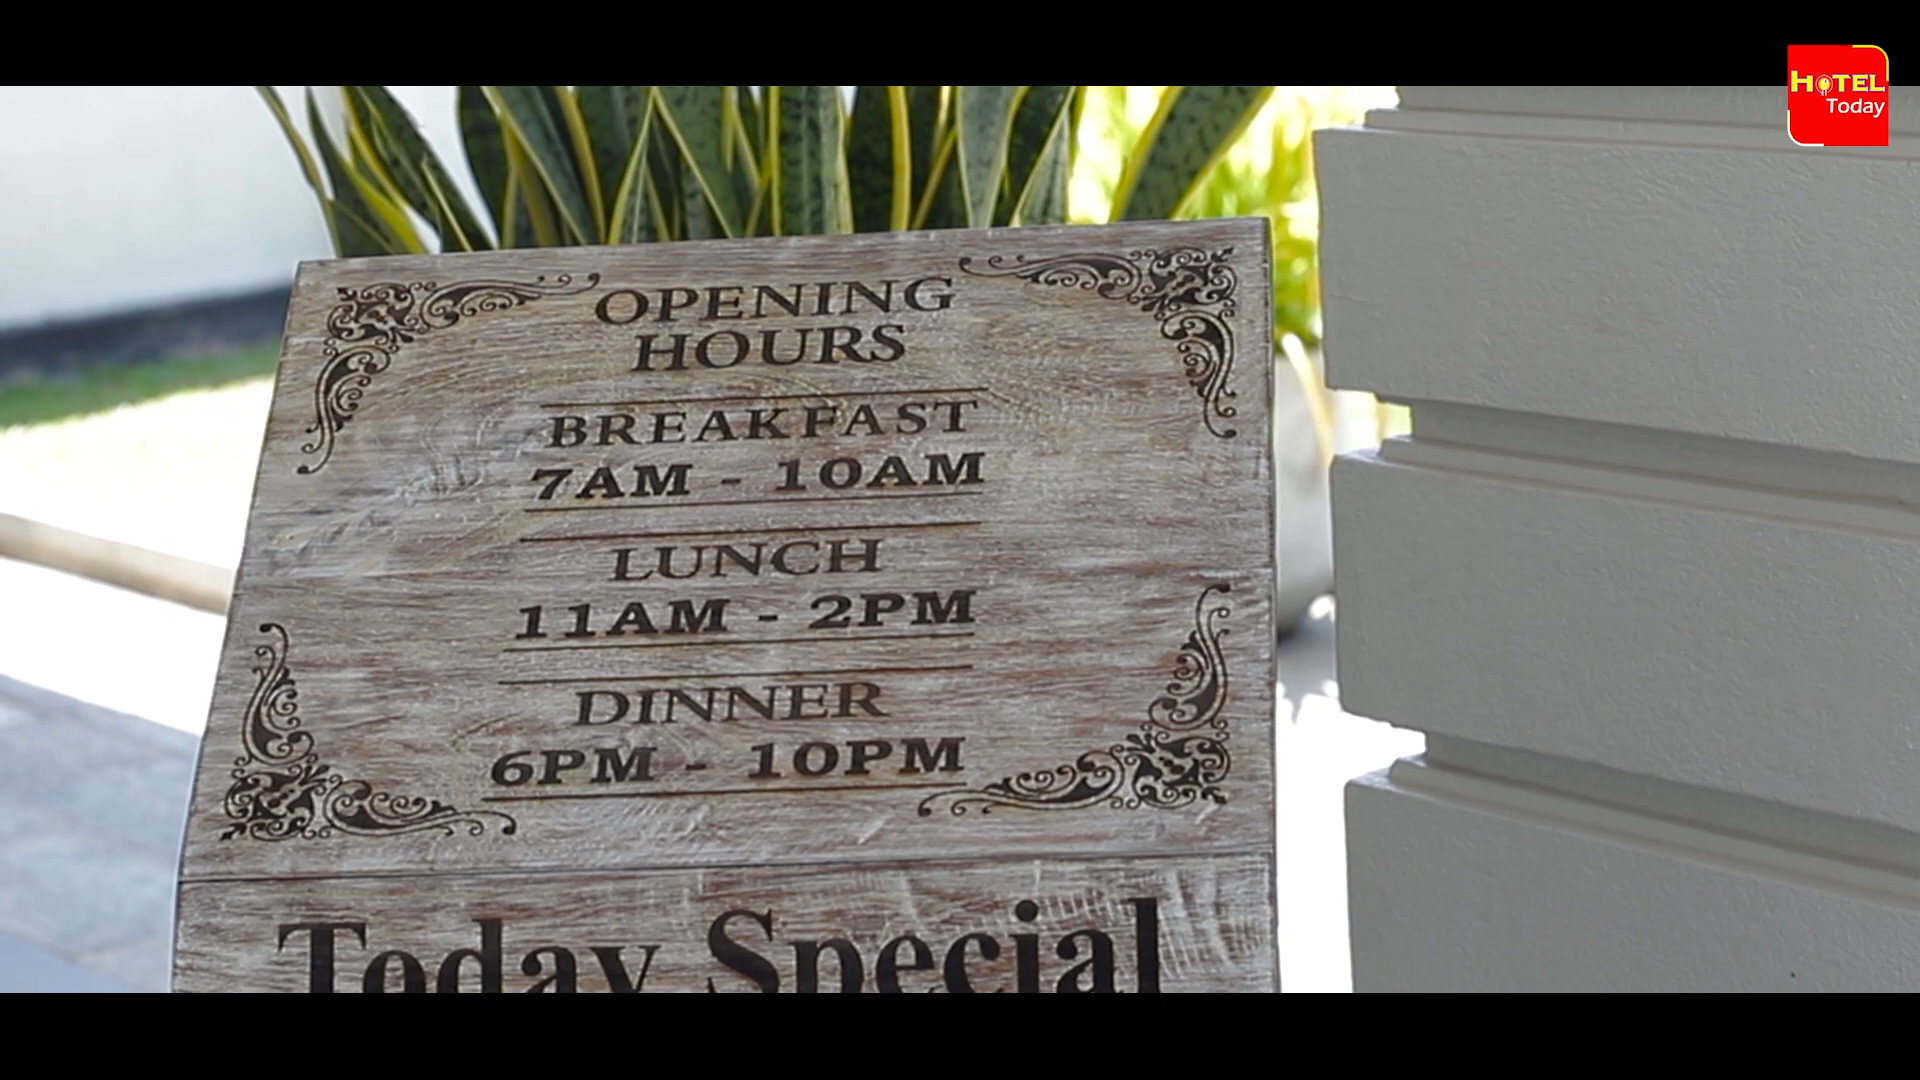 HOTEL
Today
OPENING
HOURS
BREAKFAST
7AM - 10AM
LUNCH
11AM - 2PM
DINNER
6PM - 10PM
Today Special